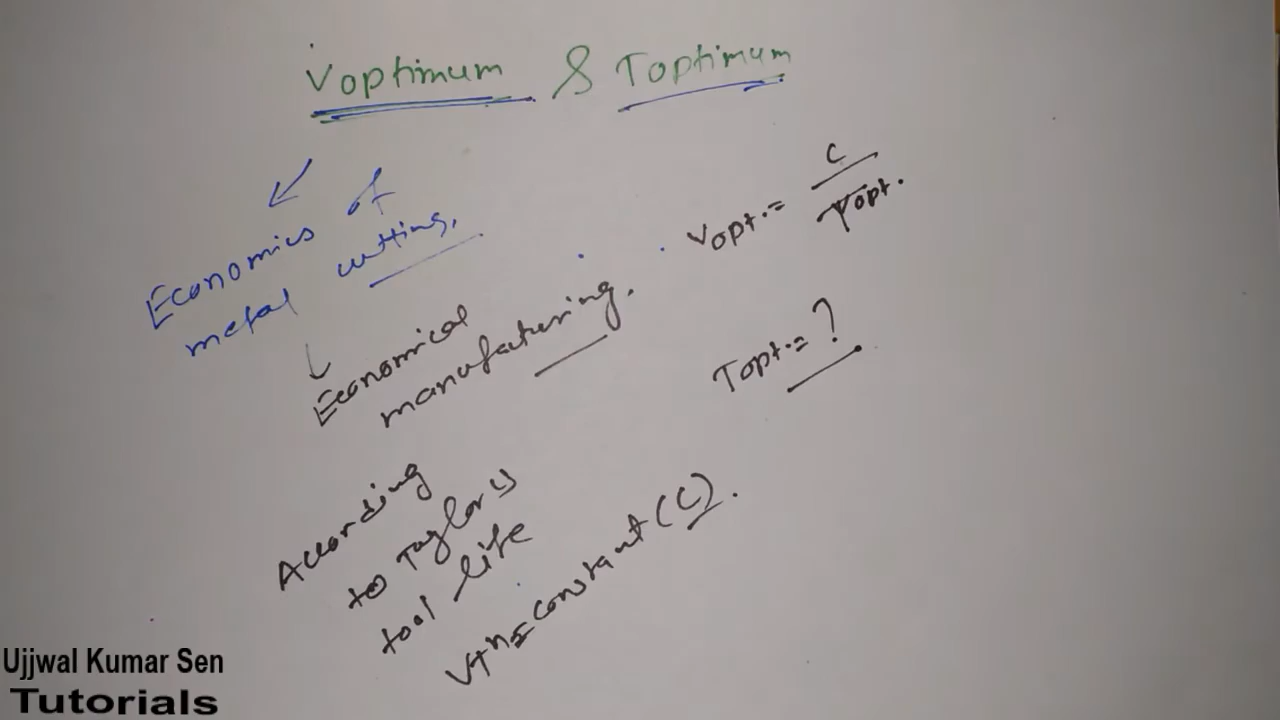 Voptimum & Toptimum
Economics of
metal cutting.
Economical
manufacturing.
Vopt. = C
Topt.
Topt. = ?
According
to Taylor's
tool life
VTn = constant (C).
Ujjwal Kumar Sen
Tutorials